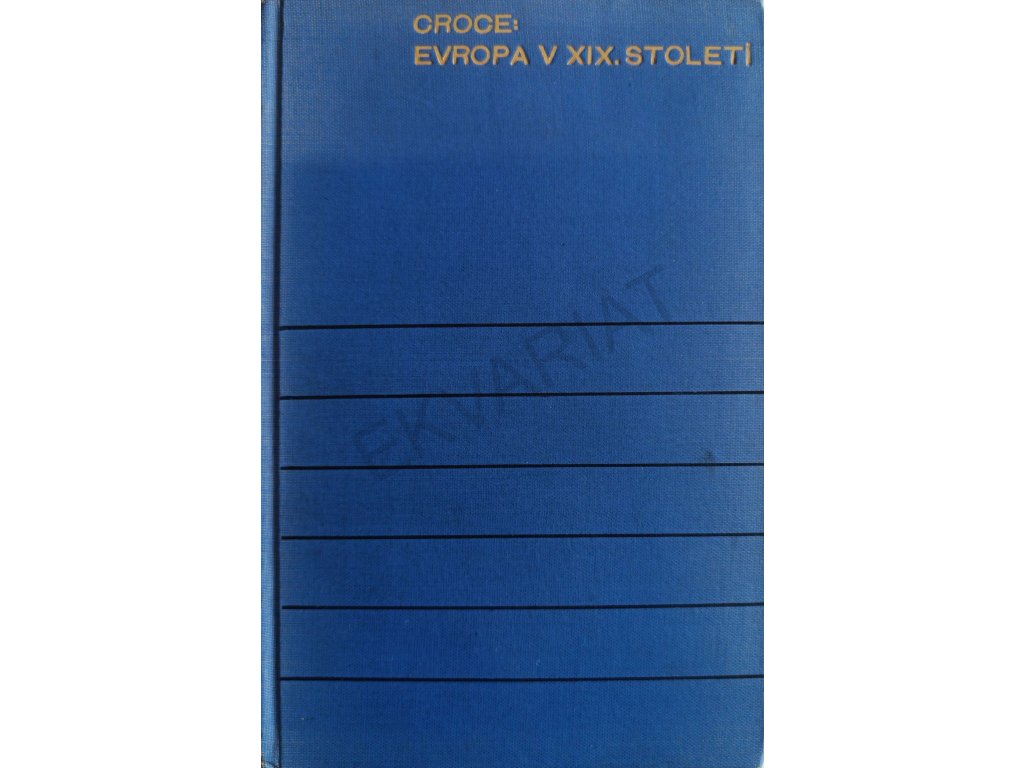 CROCE:
EVROPA V XIX. STOLETÍ
EKVARIAT